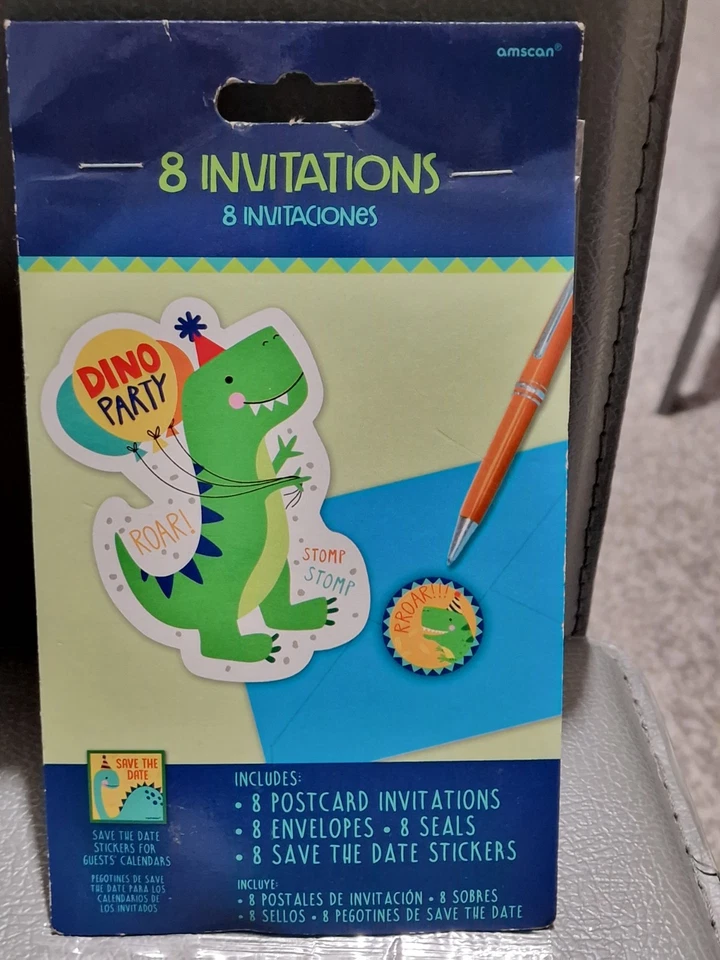 amscan®
8 INVITATIONS
8 INVITACIONes
DINO
PARTY
ROAR!
STOMP
STOMP
RROAR!!!
SAVE THE
DATE
SAVE THE DATE
STICKERS FOR
GUESTS' CALENDARS
PEGOTINES DE SAVE
THE DATE PARA LOS
CALENDARIOS DE
LOS INVITADOS
INCLUDES:
• 8 POSTCARD INVITATIONS
• 8 ENVELOPES • 8 SEALS
• 8 SAVE THE DATE STICKERS
INCLUYE:
• 8 POSTALES DE INVITACIÓN • 8 SOBRES
• 8 SELLOS • 8 PEGOTINES DE SAVE THE DATE